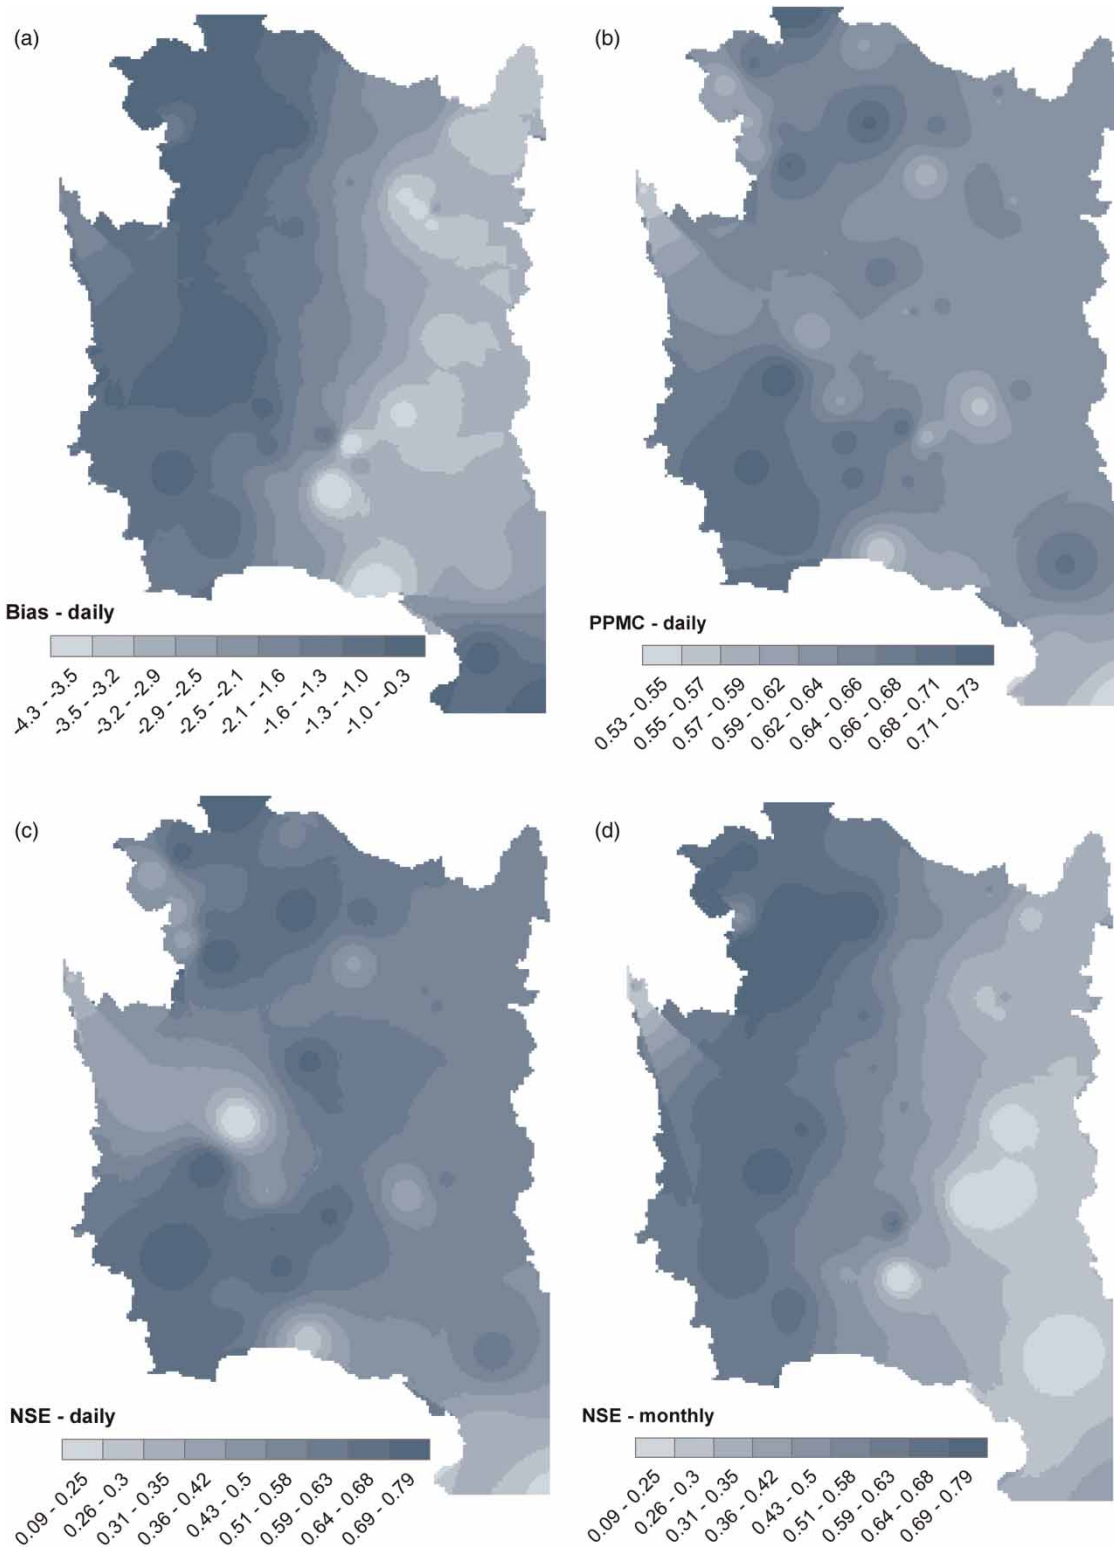 (a)
(b)
Bias - daily
-4.3 - -3.5
-3.5 - -3.2
-3.2 - -2.9
-2.9 - -2.5
-2.5 - -2.1
-2.1 - -1.6
-1.6 - -1.3
-1.3 - -1.0
-1.0 - -0.3
PPMC - daily
0.53 - 0.55
0.55 - 0.57
0.57 - 0.59
0.59 - 0.62
0.62 - 0.64
0.64 - 0.66
0.66 - 0.68
0.68 - 0.71
0.71 - 0.73
(c)
(d)
NSE - daily
0.09 - 0.25
0.26 - 0.3
0.31 - 0.35
0.36 - 0.42
0.43 - 0.5
0.51 - 0.58
0.59 - 0.63
0.64 - 0.68
0.69 - 0.79
NSE - monthly
0.09 - 0.25
0.26 - 0.3
0.31 - 0.35
0.36 - 0.42
0.43 - 0.5
0.51 - 0.58
0.59 - 0.63
0.64 - 0.68
0.69 - 0.79